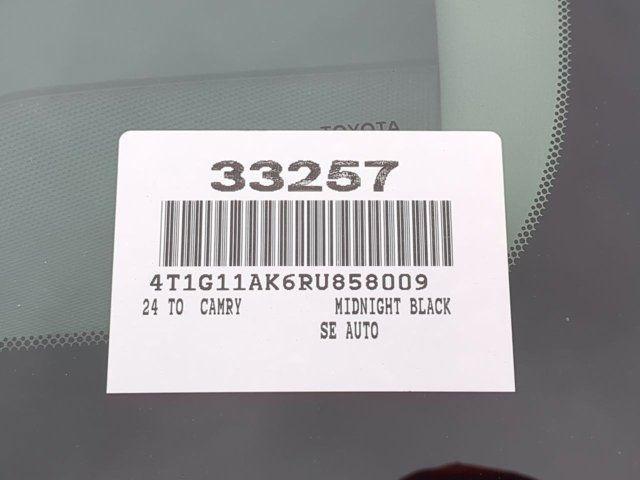 TOYOTA
33257
4T1G11AK6RU858009
24 TO CAMRY MIDNIGHT BLACK
SE AUTO